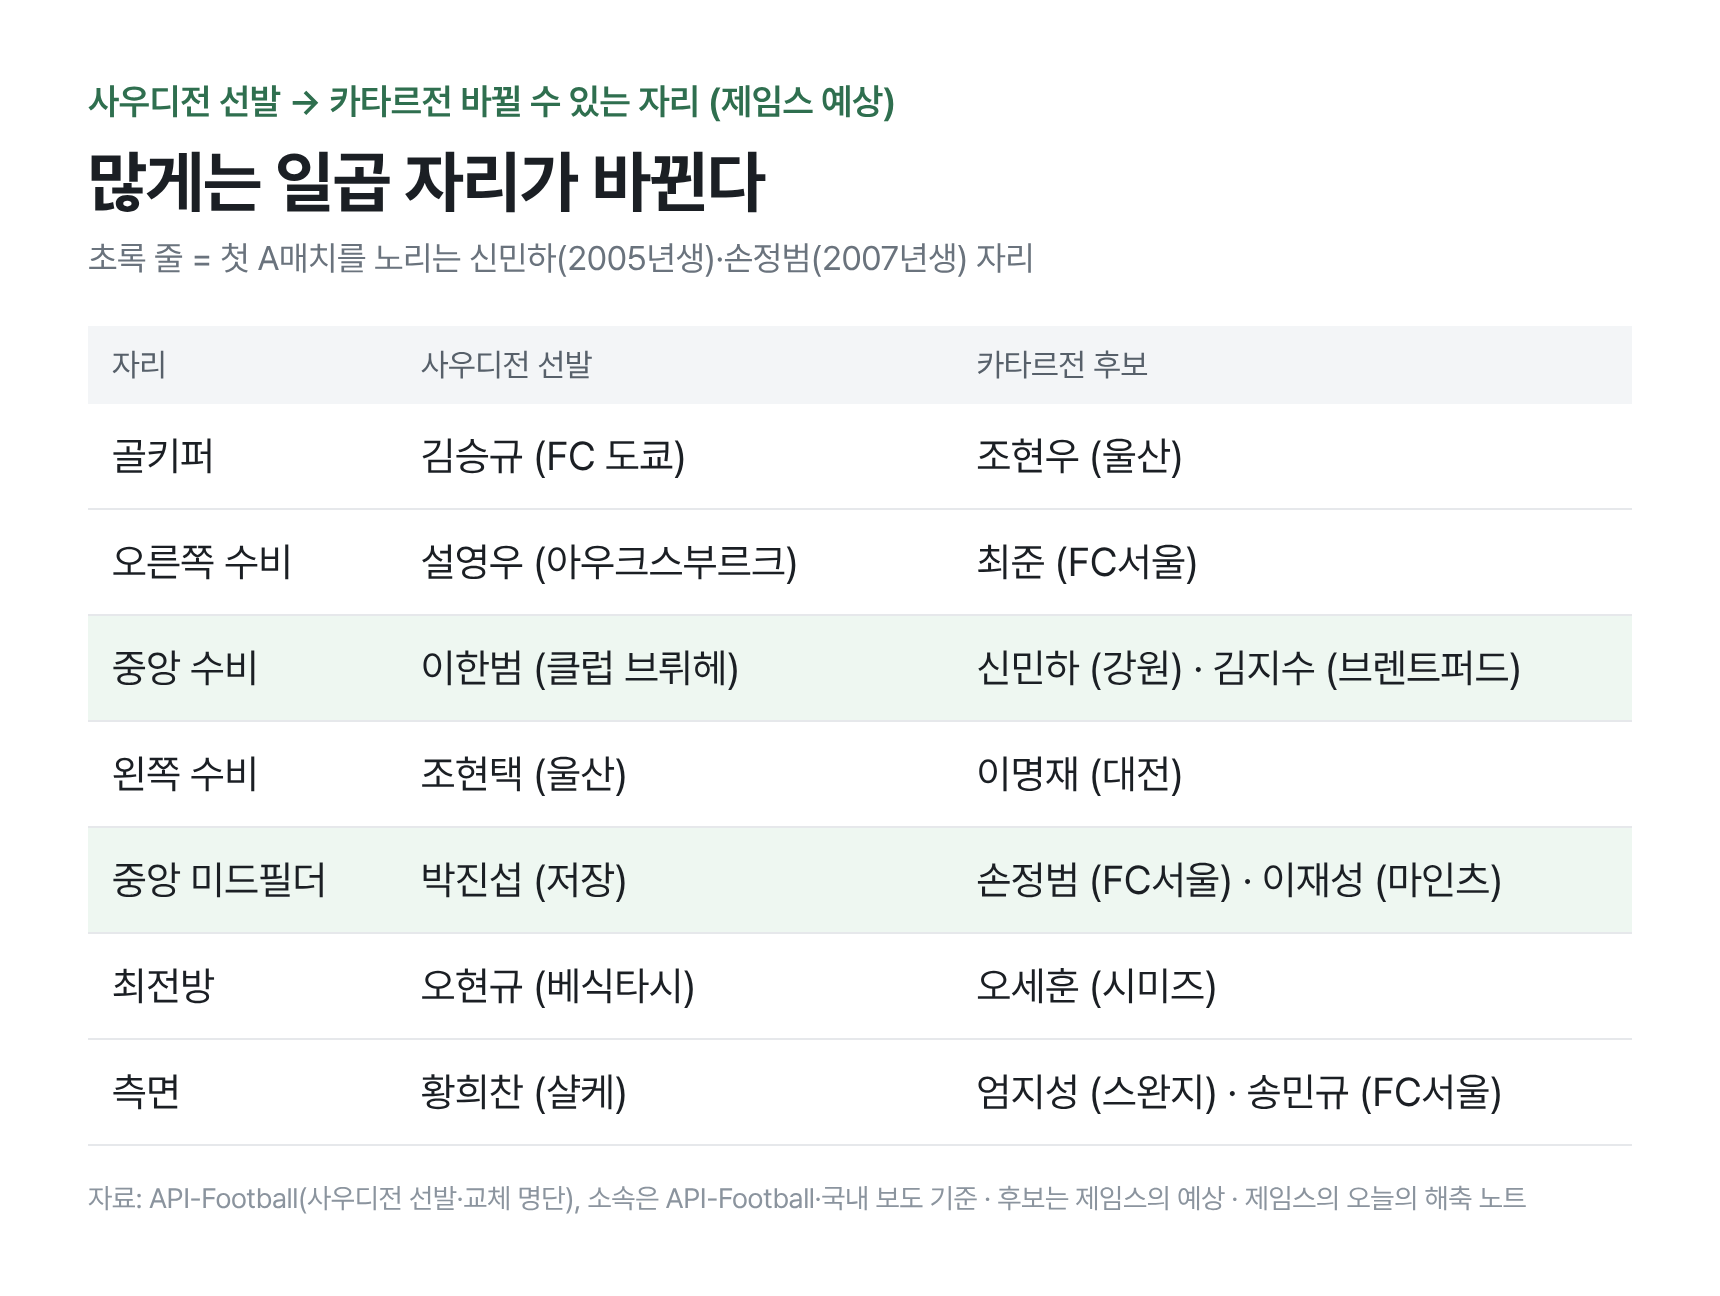 사우디전 선발 → 카타르전 바뀔 수 있는 자리 (제임스 예상)
많게는 일곱 자리가 바뀐다
초록 줄 = 첫 A매치를 노리는 신민하(2005년생)·손정범(2007년생) 자리
자리 사우디전 선발 카타르전 후보
골키퍼 김승규 (FC 도쿄) 조현우 (울산)
오른쪽 수비 설영우 (아우크스부르크) 최준 (FC서울)
중앙 수비 이한범 (클럽 브뤼헤) 신민하 (강원) · 김지수 (브렌트퍼드)
왼쪽 수비 조현택 (울산) 이명재 (대전)
중앙 미드필더 박진섭 (저장) 손정범 (FC서울) · 이재성 (마인츠)
최전방 오현규 (베식타시) 오세훈 (시미즈)
측면 황희찬 (샬케) 엄지성 (스완지) · 송민규 (FC서울)
자료: API-Football(사우디전 선발·교체 명단), 소속은 API-Football·국내 보도 기준 · 후보는 제임스의 예상 · 제임스의 오늘의 해축 노트